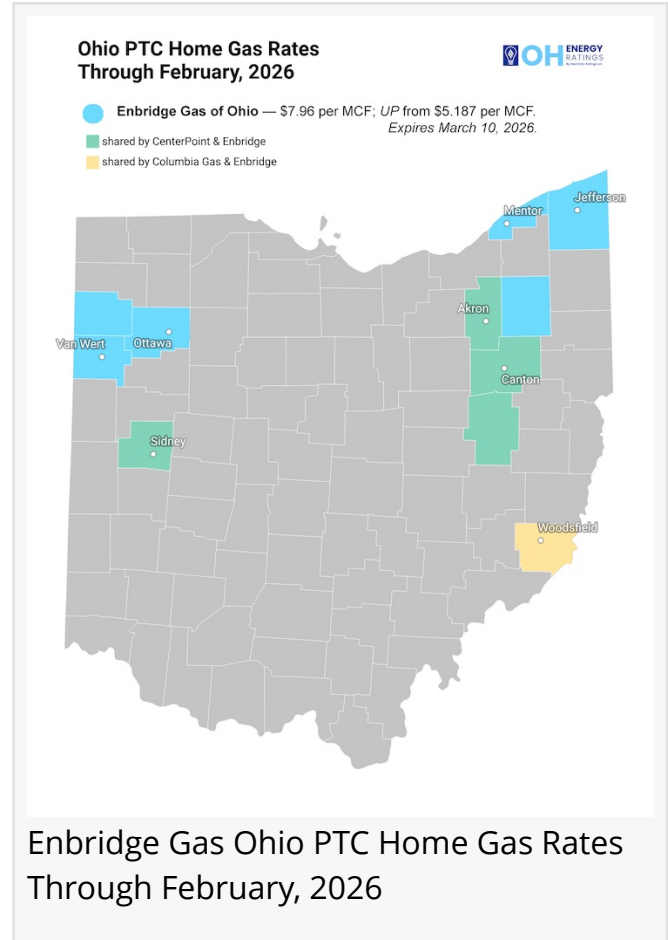 Ohio PTC Home Gas Rates
Through February, 2026
OH ENERGY
RATINGS
Enbridge Gas of Ohio — $7.96 per MCF; UP from $5.187 per MCF.
Expires March 10, 2026.
shared by CenterPoint & Enbridge
shared by Columbia Gas & Enbridge
Jefferson
Mentor
Akron
Van Wert
Ottawa
Canton
Sidney
Woodsfield
Enbridge Gas Ohio PTC Home Gas Rates
Through February, 2026